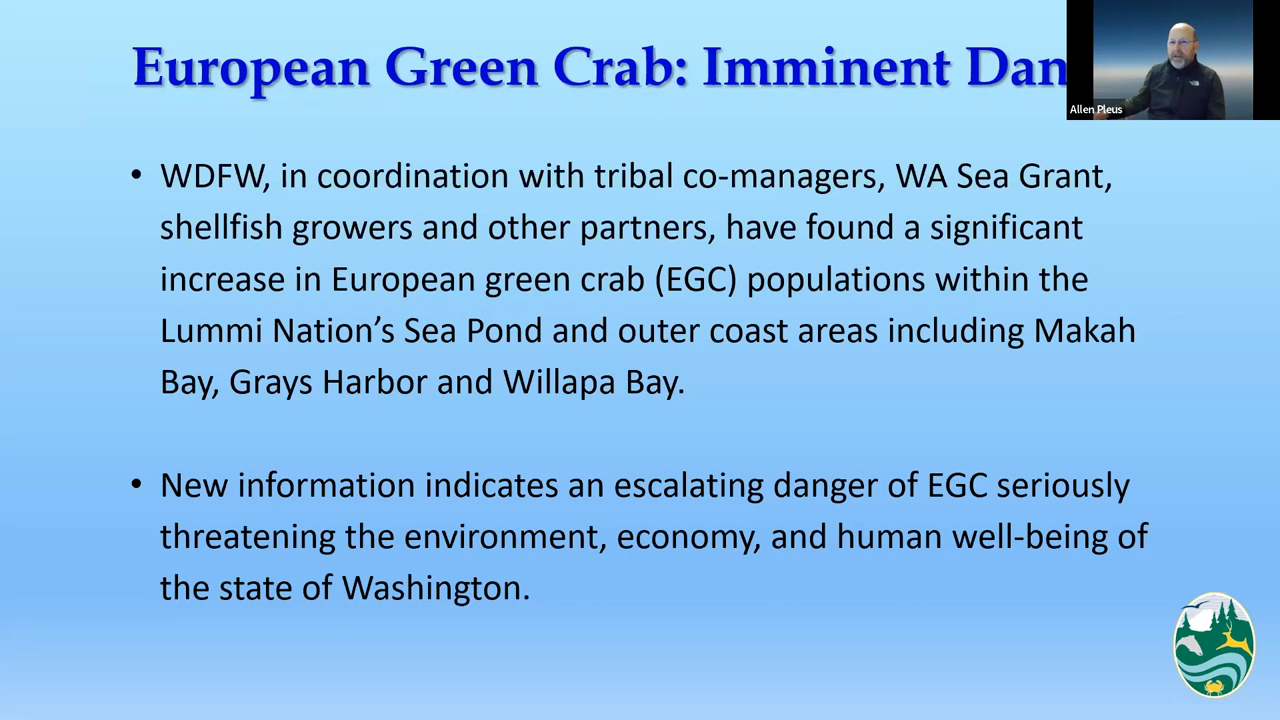 European Green Crab: Imminent Dan
Allen Pleus
• WDFW, in coordination with tribal co-managers, WA Sea Grant,
shellfish growers and other partners, have found a significant
increase in European green crab (EGC) populations within the
Lummi Nation’s Sea Pond and outer coast areas including Makah
Bay, Grays Harbor and Willapa Bay.
• New information indicates an escalating danger of EGC seriously
threatening the environment, economy, and human well-being of
the state of Washington.